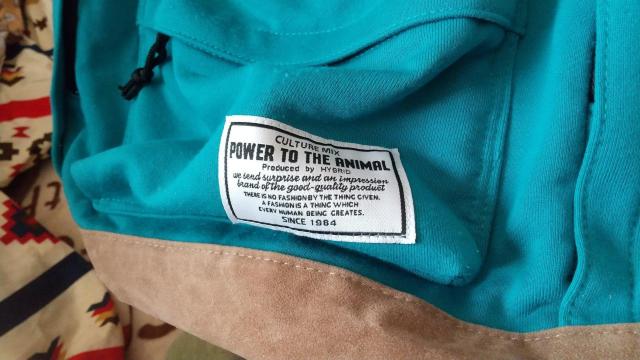 CULTURE MIX
POWER TO THE ANIMAL
Produced by HYBRID
we send surprise and an impression
brand of the good-quality product
THERE IS NO FASHION BY THE THING GIVEN.
A FASHION IS A THING WHICH
EVERY HUMAN BEING CREATES.
SINCE 1984